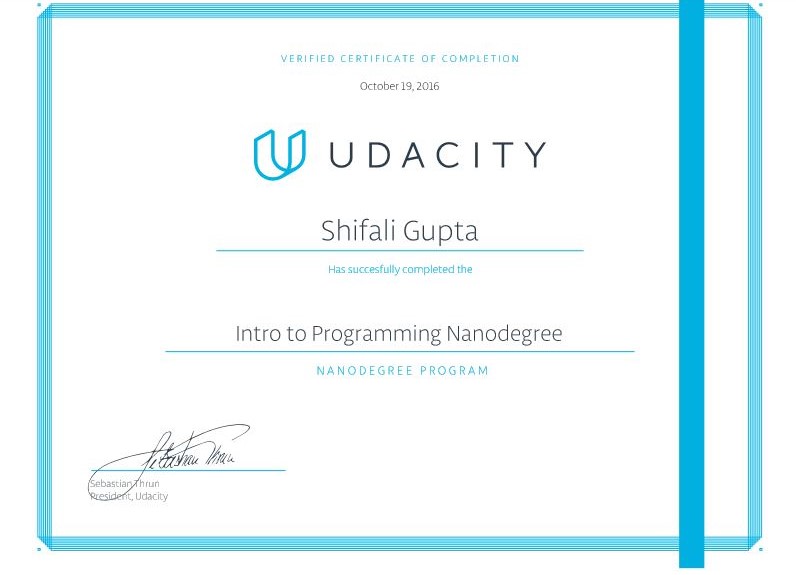 VERIFIED CERTIFICATE OF COMPLETION
October 19, 2016
UDACITY
Shifali Gupta
Has succesfully completed the
Intro to Programming Nanodegree
NANODEGREE PROGRAM
Sebastian Thrun
Sebastian Thrun
President, Udacity